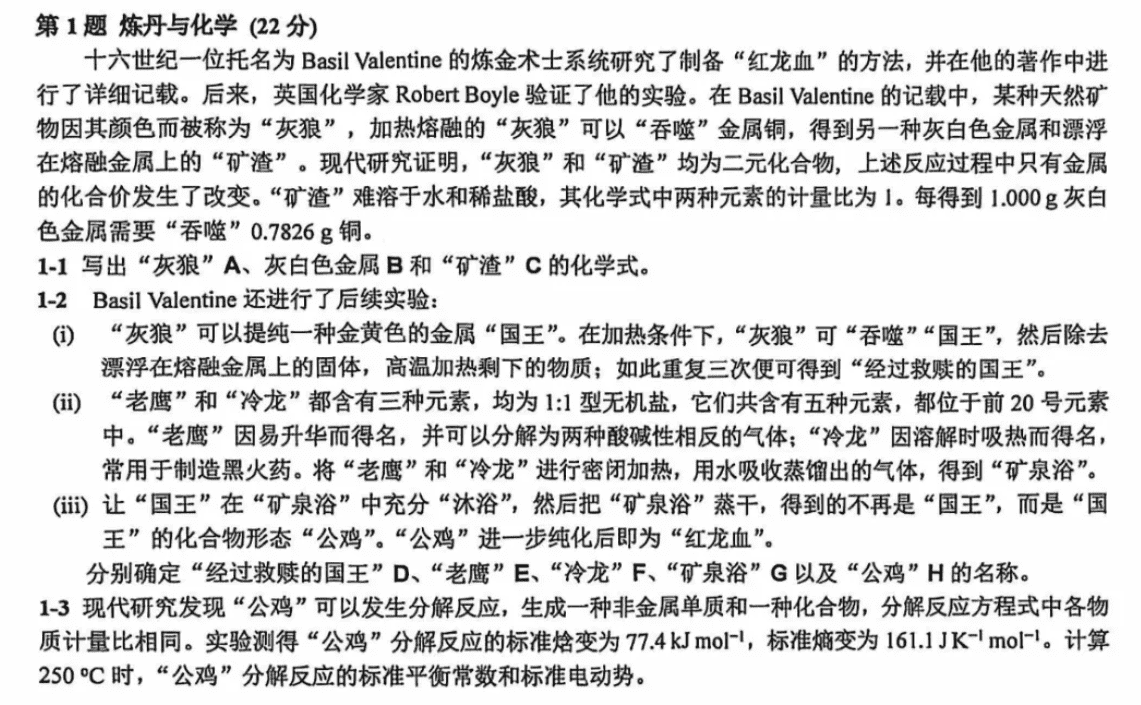 第 1 题 炼丹与化学 (22 分)
十六世纪一位托名为 Basil Valentine 的炼金术士系统研究了制备“红龙血”的方法，并在他的著作中进
行了详细记载。后来，英国化学家 Robert Boyle 验证了他的实验。在 Basil Valentine 的记载中，某种天然矿
物因其颜色而被称为“灰狼”，加热熔融的“灰狼”可以“吞噬”金属铜，得到另一种灰白色金属和漂浮
在熔融金属上的“矿渣”。现代研究证明，“灰狼”和“矿渣”均为二元化合物，上述反应过程中只有金属
的化合价发生了改变。“矿渣”难溶于水和稀盐酸，其化学式中两种元素的计量比为 1。每得到 1.000 g 灰白
色金属需要“吞噬”0.7826 g 铜。
1-1 写出“灰狼”A、灰白色金属 B 和“矿渣”C 的化学式。
1-2 Basil Valentine 还进行了后续实验：
(i) “灰狼”可以提纯一种金黄色的金属“国王”。在加热条件下，“灰狼”可“吞噬”“国王”，然后除去
漂浮在熔融金属上的固体，高温加热剩下的物质；如此重复三次便可得到“经过救赎的国王”。
(ii) “老鹰”和“冷龙”都含有三种元素，均为 1:1 型无机盐，它们共含有五种元素，都位于前 20 号元素
中。“老鹰”因易升华而得名，并可以分解为两种酸碱性相反的气体；“冷龙”因溶解时吸热而得名，
常用于制造黑火药。将“老鹰”和“冷龙”进行密闭加热，用水吸收蒸馏出的气体，得到“矿泉浴”。
(iii) 让“国王”在“矿泉浴”中充分“沐浴”，然后把“矿泉浴”蒸干，得到的不再是“国王”，而是“国
王”的化合物形态“公鸡”。“公鸡”进一步纯化后即为“红龙血”。
分别确定“经过救赎的国王”D、“老鹰”E、“冷龙”F、“矿泉浴”G 以及“公鸡”H 的名称。
1-3 现代研究发现“公鸡”可以发生分解反应，生成一种非金属单质和一种化合物，分解反应方程式中各物
质计量比相同。实验测得“公鸡”分解反应的标准焓变为 77.4 kJ mol⁻¹，标准熵变为 161.1 J K⁻¹ mol⁻¹。计算
250 ºC 时，“公鸡”分解反应的标准平衡常数和标准电动势。